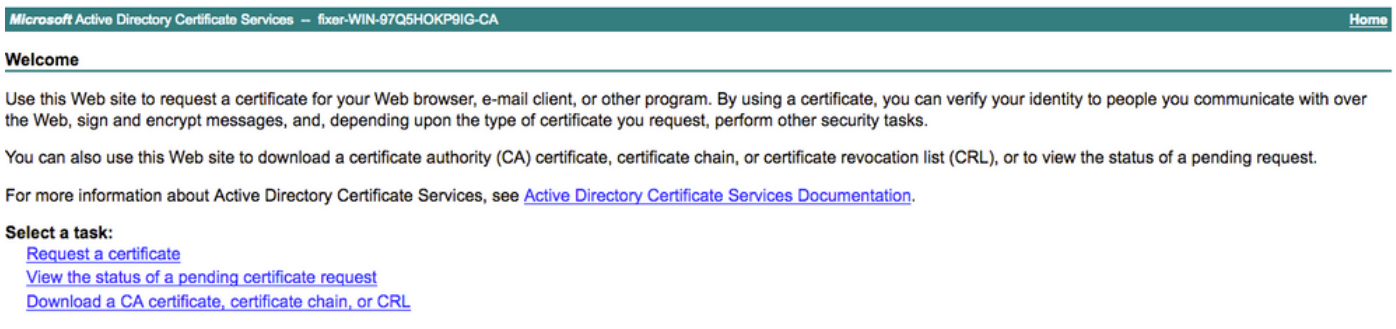 Microsoft Active Directory Certificate Services -- fixer-WIN-97Q5HOKP9IG-CA Home
Welcome
Use this Web site to request a certificate for your Web browser, e-mail client, or other program. By using a certificate, you can verify your identity to people you communicate with over
the Web, sign and encrypt messages, and, depending upon the type of certificate you request, perform other security tasks.
You can also use this Web site to download a certificate authority (CA) certificate, certificate chain, or certificate revocation list (CRL), or to view the status of a pending request.
For more information about Active Directory Certificate Services, see Active Directory Certificate Services Documentation.
Select a task:
Request a certificate
View the status of a pending certificate request
Download a CA certificate, certificate chain, or CRL